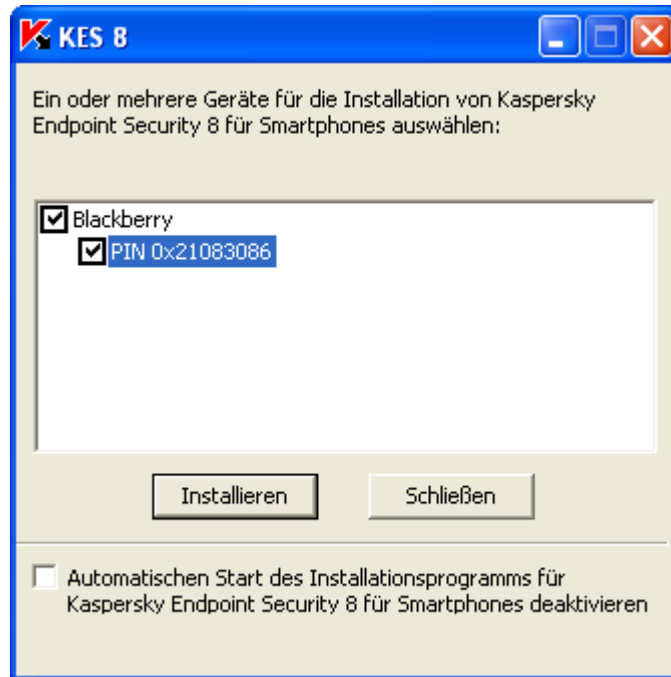 KES 8
Ein oder mehrere Geräte für die Installation von Kaspersky
Endpoint Security 8 für Smartphones auswählen:
Blackberry
PIN 0x21083086
Installieren
Schließen
Automatischen Start des Installationsprogramms für
Kaspersky Endpoint Security 8 für Smartphones deaktivieren